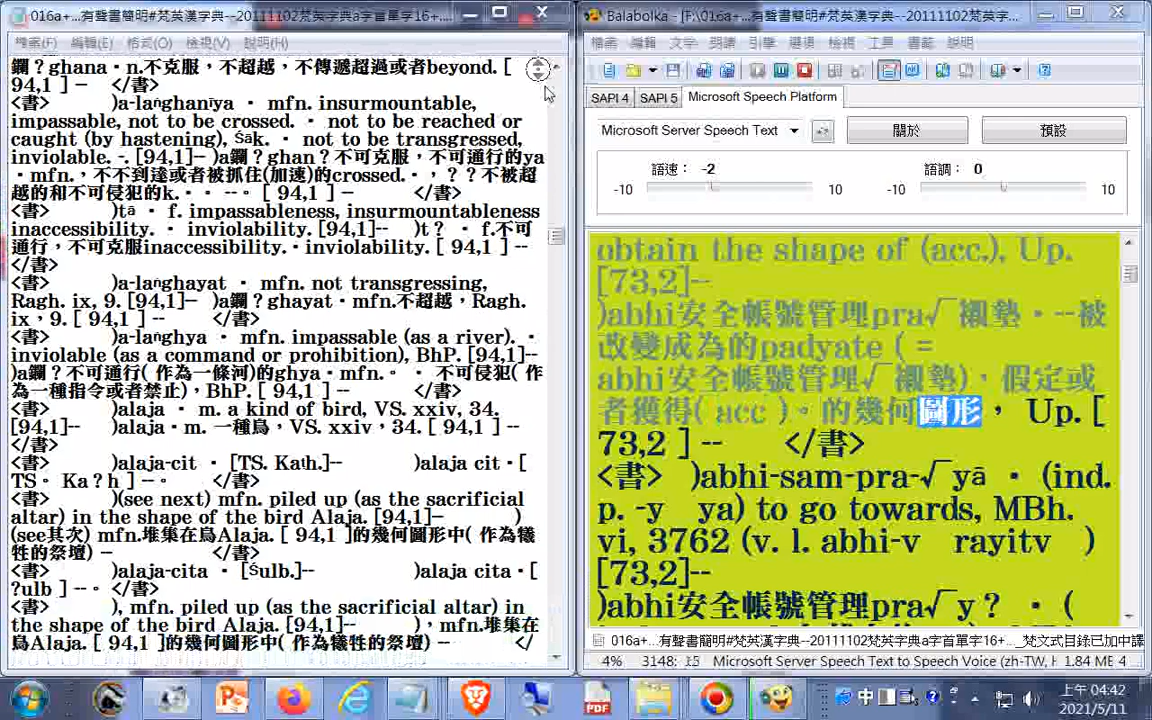 016a+...有聲書簡明#梵英漢字典--20111102梵英字典a字首單字16+...
檔案(F) 編輯(E) 格式(O) 檢視(V) 說明(H)
鑭？ghana‧n.不克服，不超越，不傳遞超過或者beyond. [
94,1 ] -- </書>
<書> )a-laṅghanīya ‧ mfn. insurmountable,
impassable, not to be crossed. ‧ not to be reached or
caught (by hastening), Śāk. ‧ not to be transgressed,
inviolable. -. [94,1]-- )a鑭？ghan？不可克服，不可通行的ya
‧mfn.，不不到達或者被抓住(加速)的crossed.‧，？？不被超
越的和不可侵犯的k.‧。--。[ 94,1 ] -- </書>
<書> )tā ‧ f. impassableness, insurmountableness
inaccessibility. ‧ inviolability. [94,1]-- )t？ ‧ f.不可
通行，不可克服inaccessibility.‧inviolability. [ 94,1 ] --
</書>
<書> )a-laṅghayat ‧ mfn. not transgressing,
Ragh. ix, 9. [94,1]-- )a鑭？ghayat‧mfn.不超越，Ragh.
ix，9. [ 94,1 ] -- </書>
<書> )a-laṅghya ‧ mfn. impassable (as a river). ‧
inviolable (as a command or prohibition), BhP. [94,1]--
)a鑭？不可通行( 作為一條河)的ghya‧mfn.。‧ 不可侵犯( 作
為一種指令或者禁止)，BhP. [ 94,1 ] -- </書>
<書> )alaja ‧ m. a kind of bird, VS. xxiv, 34.
[94,1]-- )alaja‧m. 一種鳥，VS. xxiv，34. [ 94,1 ] --
</書>
<書> )alaja-cit ‧ [TS. Kaṭh.]-- )alaja cit‧[
TS。 Ka？h ] --。 </書>
<書> )(see next) mfn. piled up (as the sacrificial
altar) in the shape of the bird Alaja. [94,1]-- )
(see其次) mfn.堆集在鳥Alaja. [ 94,1 ]的幾何圖形中( 作為犧
牲的祭壇) -- </書>
<書> )alaja-cita ‧ [Śulb.]-- )alaja cita‧[
?ulb ] --。 </書>
<書> ), mfn. piled up (as the sacrificial altar) in
the shape of the bird Alaja. [94,1]-- )，mfn.堆集在
鳥Alaja. [ 94,1 ]的幾何圖形中( 作為犧牲的祭壇) -- </
Balabolka - [F:\016a+...有聲書簡明#梵英漢字典--20111102梵英字...
檔案 編輯 文字 朗讀 引擎 選項 檢視 工具 書籤 說明
SAPI 4 SAPI 5 Microsoft Speech Platform
Microsoft Server Speech Text 關於 預設
語速： -2 語調： 0
-10 10 -10 10
obtain the shape of (acc.), Up.
[73,2]--
)abhi安全帳號管理pra√ 襯墊‧--被
改變成為的padyate ( =
abhi安全帳號管理√ 襯墊)，假定或
者獲得( acc )。的幾何圖形， Up. [
73,2 ] -- </書>
<書> )abhi-sam-pra-√ yā ‧ (ind.
p. -y ya) to go towards, MBh.
vi, 3762 (v. l. abhi-v rayitv )
[73,2]--
)abhi安全帳號管理pra√ y？ ‧ (
016a+...有聲書簡明#梵英漢字典--20111102梵英字典a字首單字16+..._梵文式目錄已加中譯
4% 3148: 15 Microsoft Server Speech Text to Speech Voice (zh-TW, H 1.84 MB 4
PDF
中
上午 04:42
2021/5/11